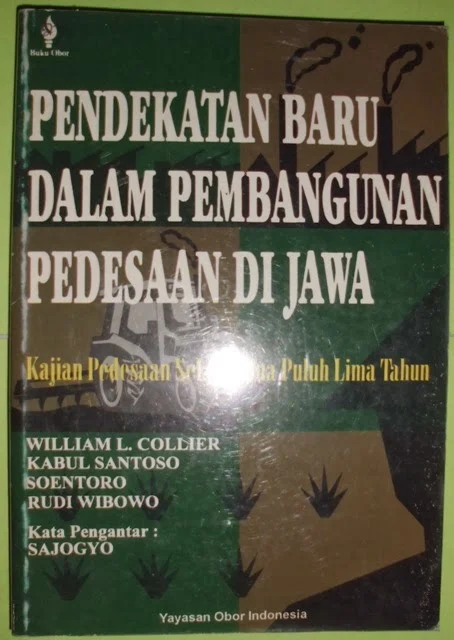 Buku Obor
PENDEKATAN BARU
DALAM PEMBANGUNAN
PEDESAAN DI JAWA
Kajian Pedesaan Puluh Lima Tahun
WILLIAM L. COLLIER
KABUL SANTOSO
SOENTORO
RUDI WIBOWO
Kata Pengantar :
SAJOGYO
Yayasan Obor Indonesia